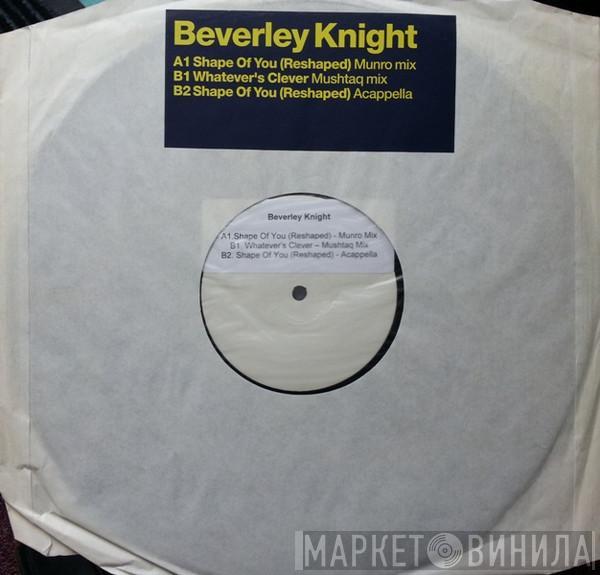 Beverley Knight
A1 Shape Of You (Reshaped) Munro mix
B1 Whatever's Clever Mushtaq mix
B2 Shape Of You (Reshaped) Acappella
Beverley Knight
A1.Shape Of You (Reshaped) - Munro Mix
B1. Whatever's Clever – Mushtaq Mix
B2. Shape Of You (Reshaped) - Acappella
МАРКЕТ ВИНИЛА